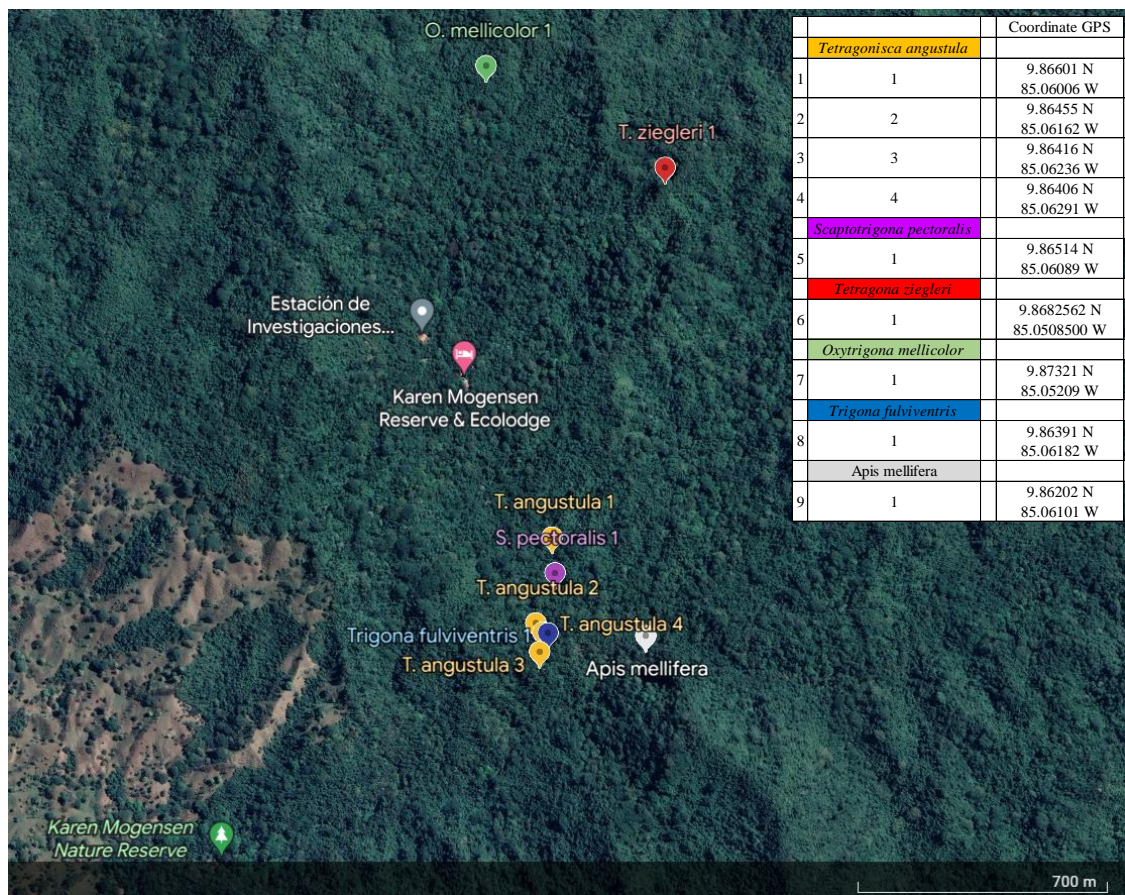 O. mellicolor 1
T. ziegleri 1
Estación de
Investigaciones...
Karen Mogensen
Reserve & Ecolodge
T. angustula 1
S. pectoralis 1
T. angustula 2
T. angustula 4
Trigona fulviventris 1
T. angustula 3
Apis mellifera
Karen Mogensen
Nature Reserve
700 m
Coordinate GPS
Tetragonisca angustula
1 1 9.86601 N
85.06006 W
2 2 9.86455 N
85.06162 W
3 3 9.86416 N
85.06236 W
4 4 9.86406 N
85.06291 W
Scaptotrigona pectoralis
5 1 9.86514 N
85.06089 W
Tetragona ziegleri
6 1 9.8682562 N
85.0508500 W
Oxytrigona mellicolor
7 1 9.87321 N
85.05209 W
Trigona fulviventris
8 1 9.86391 N
85.06182 W
Apis mellifera
9 1 9.86202 N
85.06101 W